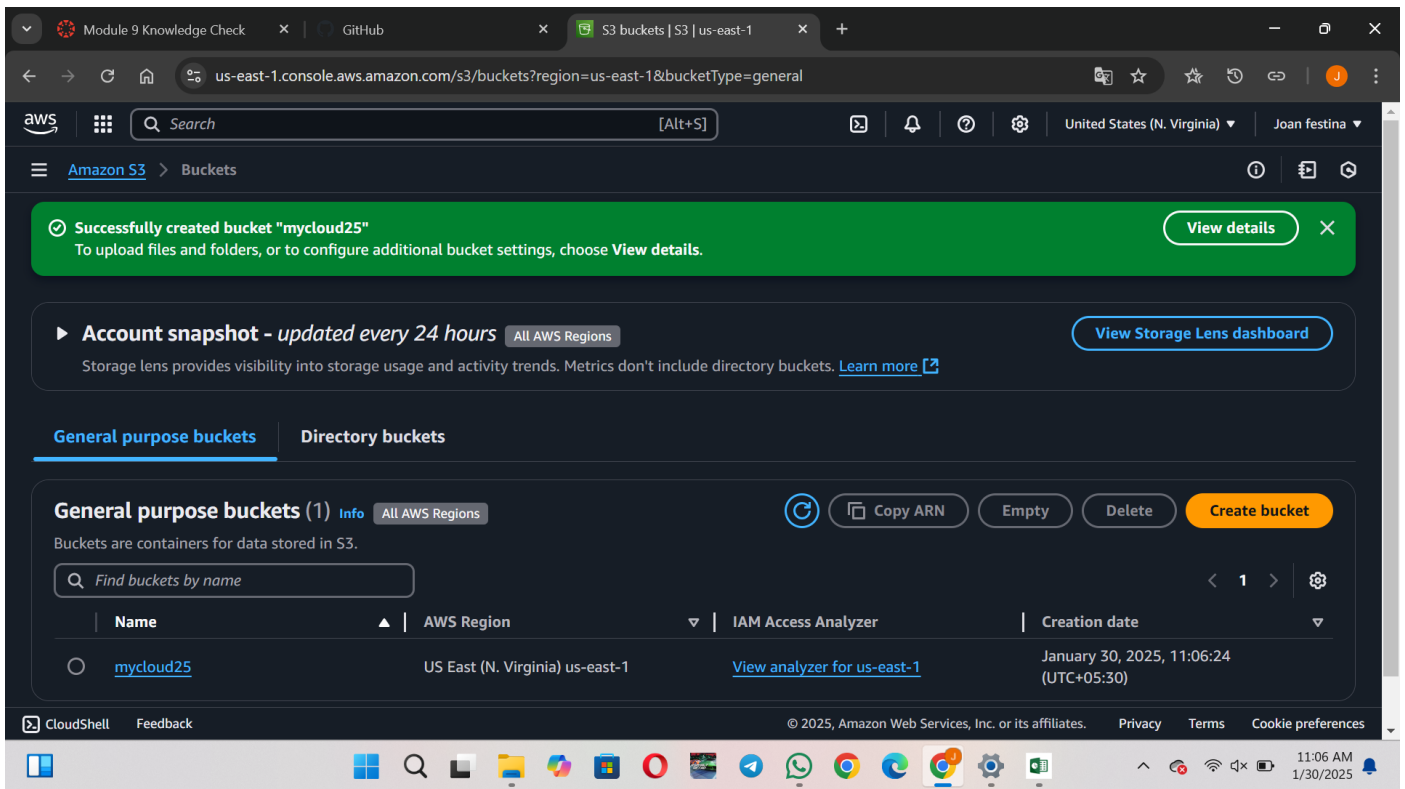 Module 9 Knowledge Check
GitHub
S3 buckets | S3 | us-east-1
us-east-1.console.aws.amazon.com/s3/buckets?region=us-east-1&bucketType=general
J
aws
Search
[Alt+S]
United States (N. Virginia)
Joan festina
Amazon S3 > Buckets
Successfully created bucket "mycloud25"
To upload files and folders, or to configure additional bucket settings, choose View details.
View details
Account snapshot - updated every 24 hours All AWS Regions
View Storage Lens dashboard
Storage lens provides visibility into storage usage and activity trends. Metrics don't include directory buckets. Learn more
General purpose buckets
Directory buckets
General purpose buckets (1) Info All AWS Regions
Copy ARN
Empty
Delete
Create bucket
Buckets are containers for data stored in S3.
Find buckets by name
1
Name
AWS Region
IAM Access Analyzer
Creation date
mycloud25
US East (N. Virginia) us-east-1
View analyzer for us-east-1
January 30, 2025, 11:06:24
(UTC+05:30)
CloudShell
Feedback
© 2025, Amazon Web Services, Inc. or its affiliates.
Privacy
Terms
Cookie preferences
J
11:06 AM
1/30/2025